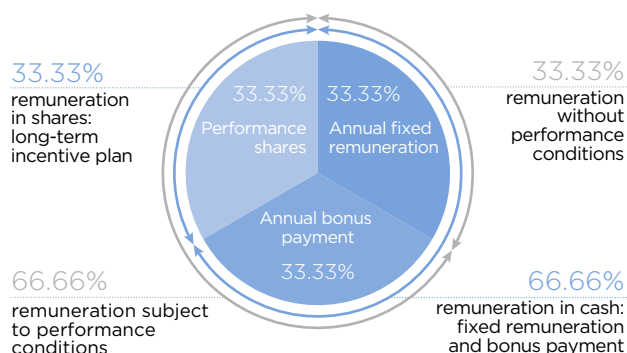 33.33%
remuneration
in shares:
long-term
incentive plan
33.33%
Performance
shares
33.33%
Annual fixed
remuneration
33.33%
remuneration
without
performance
conditions
Annual bonus
payment
33.33%
66.66%
remuneration subject
to performance
conditions
66.66%
remuneration in cash:
fixed remuneration
and bonus payment